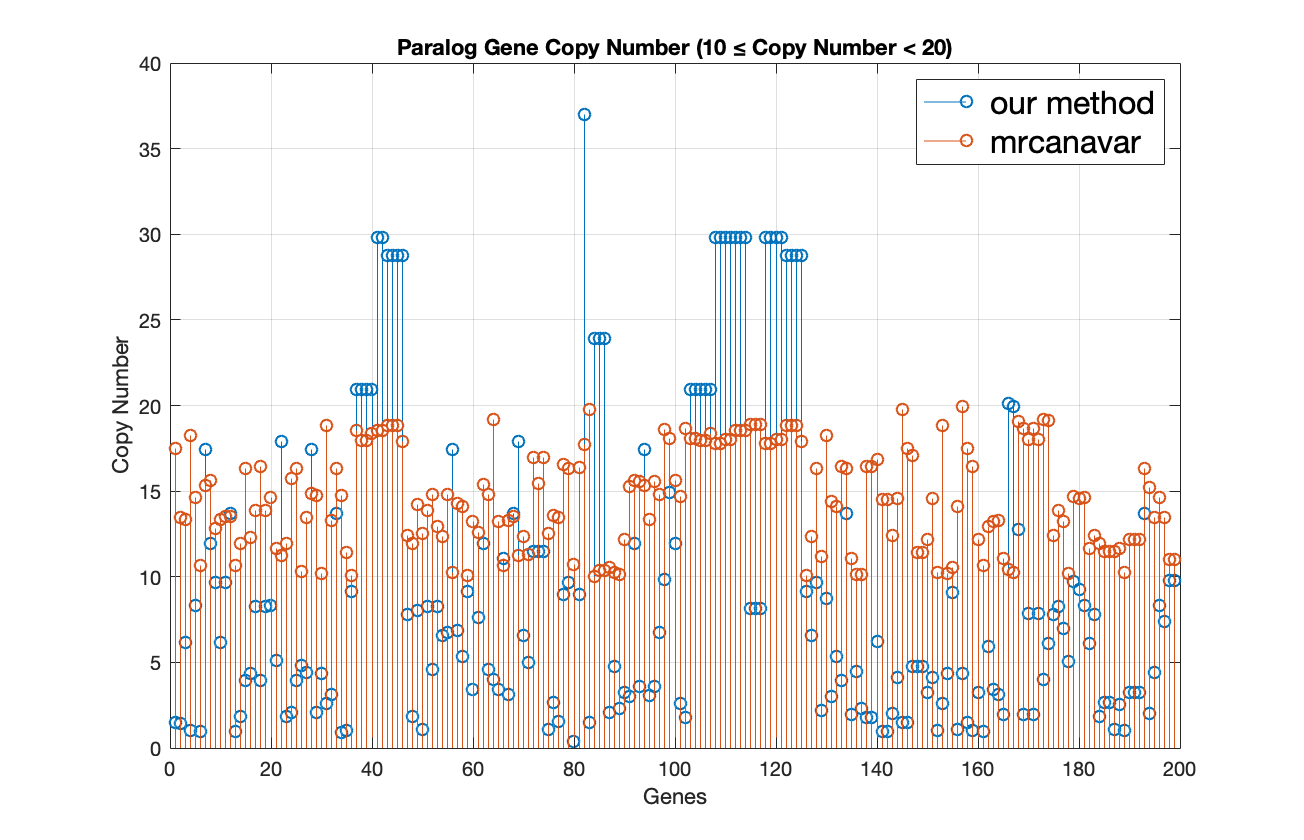 Paralog Gene Copy Number (10 ≤ Copy Number < 20)
our method
mrcanavar
40
35
30
25
20
15
10
5
0
Copy Number
0 20 40 60 80 100 120 140 160 180 200
Genes